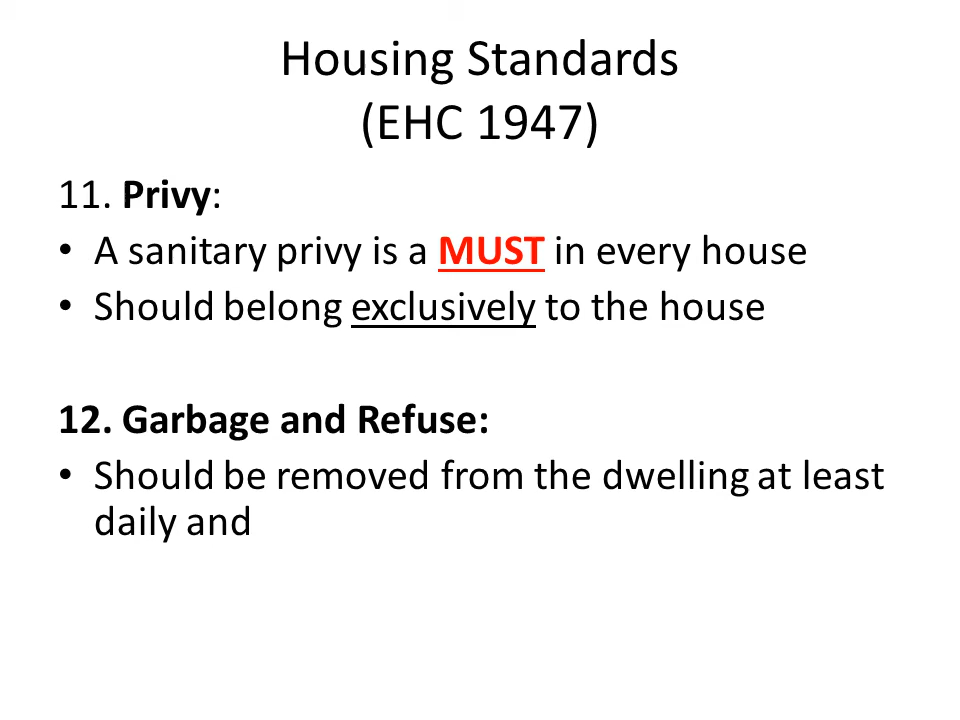 Housing Standards
(EHC 1947)
11. Privy:
• A sanitary privy is a MUST in every house
• Should belong exclusively to the house
12. Garbage and Refuse:
• Should be removed from the dwelling at least
daily and